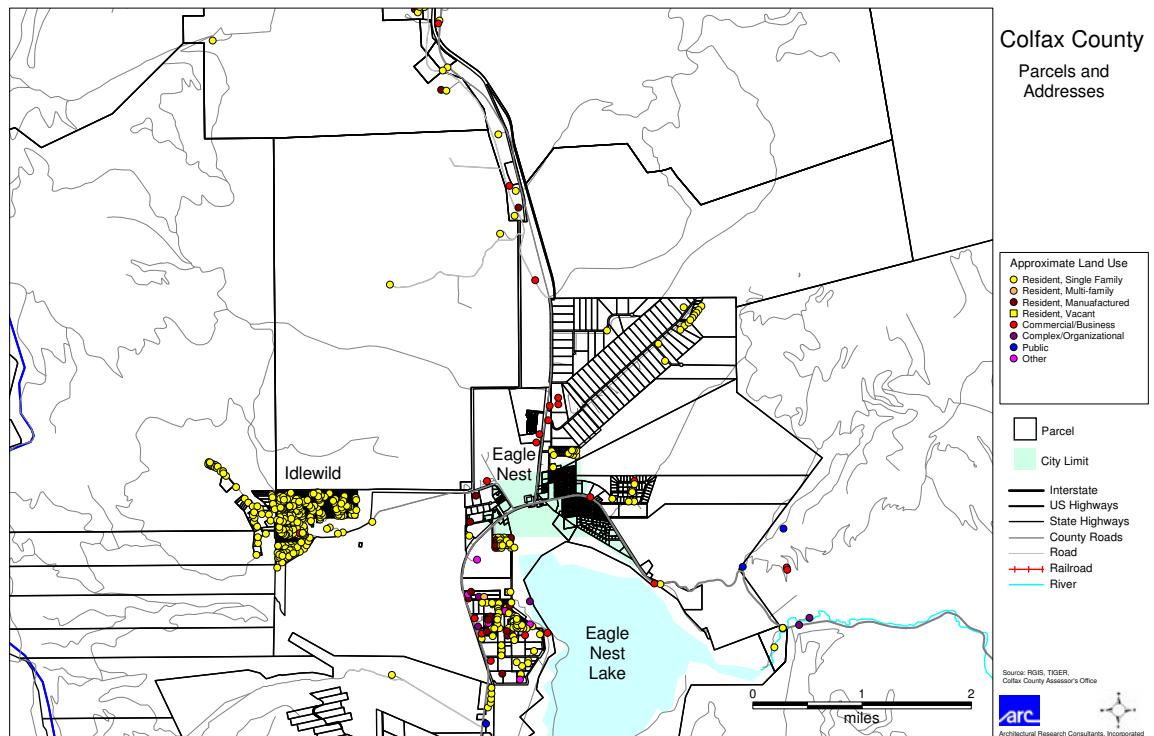 Colfax County
Parcels and
Addresses
Approximate Land Use
Resident, Single Family
Resident, Multi-family
Resident, Manuafactured
Resident, Vacant
Commercial/Business
Complex/Organizational
Public
Other
Parcel
City Limit
Interstate
US Highways
State Highways
County Roads
Road
Railroad
River
Idlewild
Eagle
Nest
Eagle
Nest
Lake
0 1 2
miles
Source: RGIS, TIGER,
Colfax County Assessor's Office
arc
Architectural Research Consultants, Incorporated